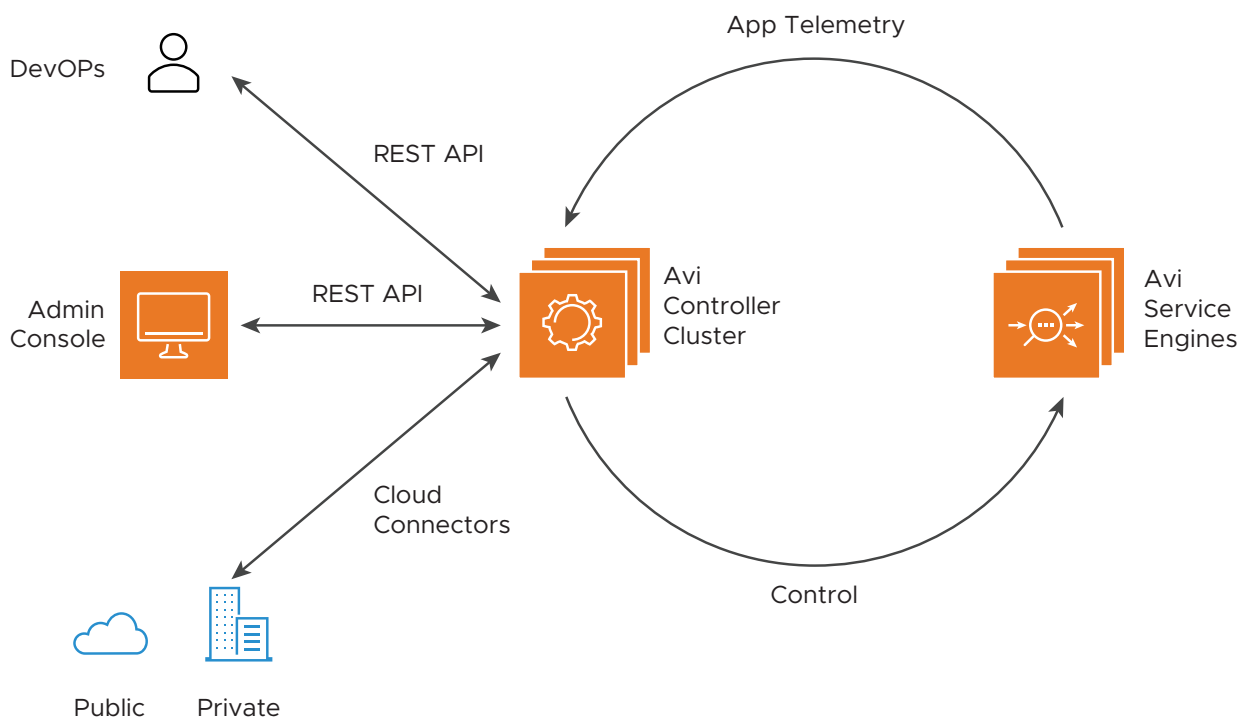 App Telemetry
DevOPs
REST API
Avi
Controller
Cluster
Avi
Service
Engines
REST API
Admin
Console
Cloud
Connectors
Control
Public
Private